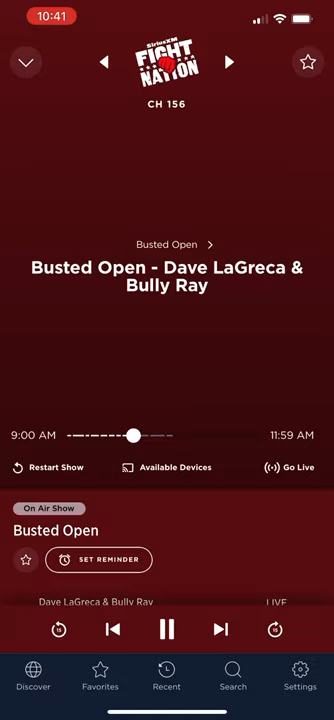 10:41
SiriusXM
FIGHT
NATION
CH 156
Busted Open
Busted Open - Dave LaGreca &
Bully Ray
9:00 AM
11:59 AM
Restart Show
Available Devices
Go Live
On Air Show
Busted Open
SET REMINDER
Dave LaGreca & Bully Ray
LIVE
15
15
Discover
Favorites
Recent
Search
Settings